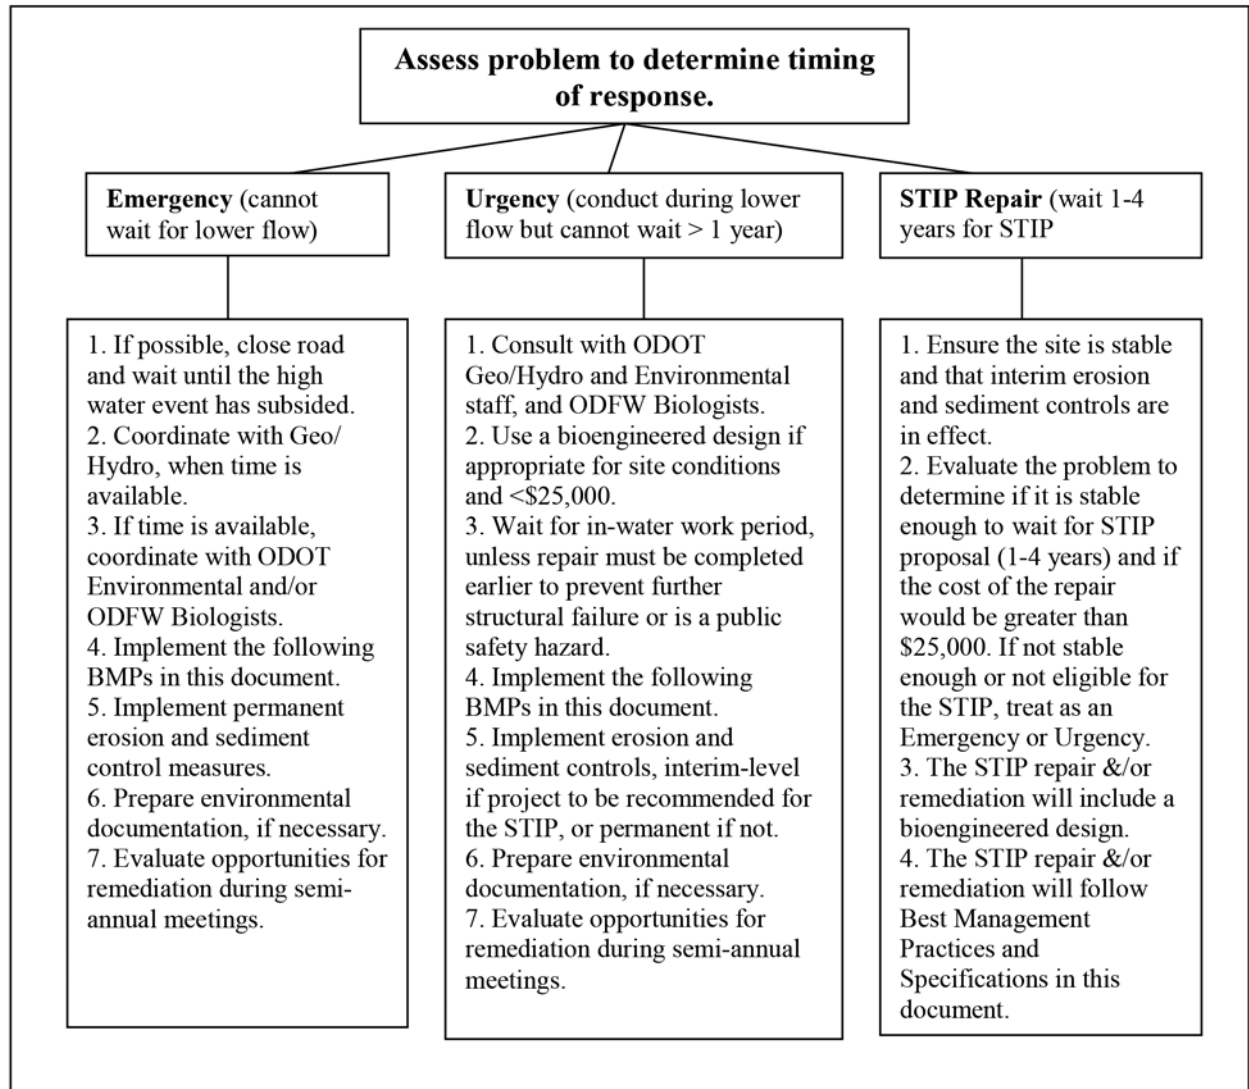 Assess problem to determine timing
of response.
Emergency (cannot
wait for lower flow)
Urgency (conduct during lower
flow but cannot wait > 1 year)
STIP Repair (wait 1-4
years for STIP
1. If possible, close road
and wait until the high
water event has subsided.
2. Coordinate with Geo/
Hydro, when time is
available.
3. If time is available,
coordinate with ODOT
Environmental and/or
ODFW Biologists.
4. Implement the following
BMPs in this document.
5. Implement permanent
erosion and sediment
control measures.
6. Prepare environmental
documentation, if necessary.
7. Evaluate opportunities for
remediation during semi-
annual meetings.
1. Consult with ODOT
Geo/Hydro and Environmental
staff, and ODFW Biologists.
2. Use a bioengineered design if
appropriate for site conditions
and <$25,000.
3. Wait for in-water work period,
unless repair must be completed
earlier to prevent further
structural failure or is a public
safety hazard.
4. Implement the following
BMPs in this document.
5. Implement erosion and
sediment controls, interim-level
if project to be recommended for
the STIP, or permanent if not.
6. Prepare environmental
documentation, if necessary.
7. Evaluate opportunities for
remediation during semi-annual
meetings.
1. Ensure the site is stable
and that interim erosion
and sediment controls are
in effect.
2. Evaluate the problem to
determine if it is stable
enough to wait for STIP
proposal (1-4 years) and if
the cost of the repair
would be greater than
$25,000. If not stable
enough or not eligible for
the STIP, treat as an
Emergency or Urgency.
3. The STIP repair &/or
remediation will include a
bioengineered design.
4. The STIP repair &/or
remediation will follow
Best Management
Practices and
Specifications in this
document.